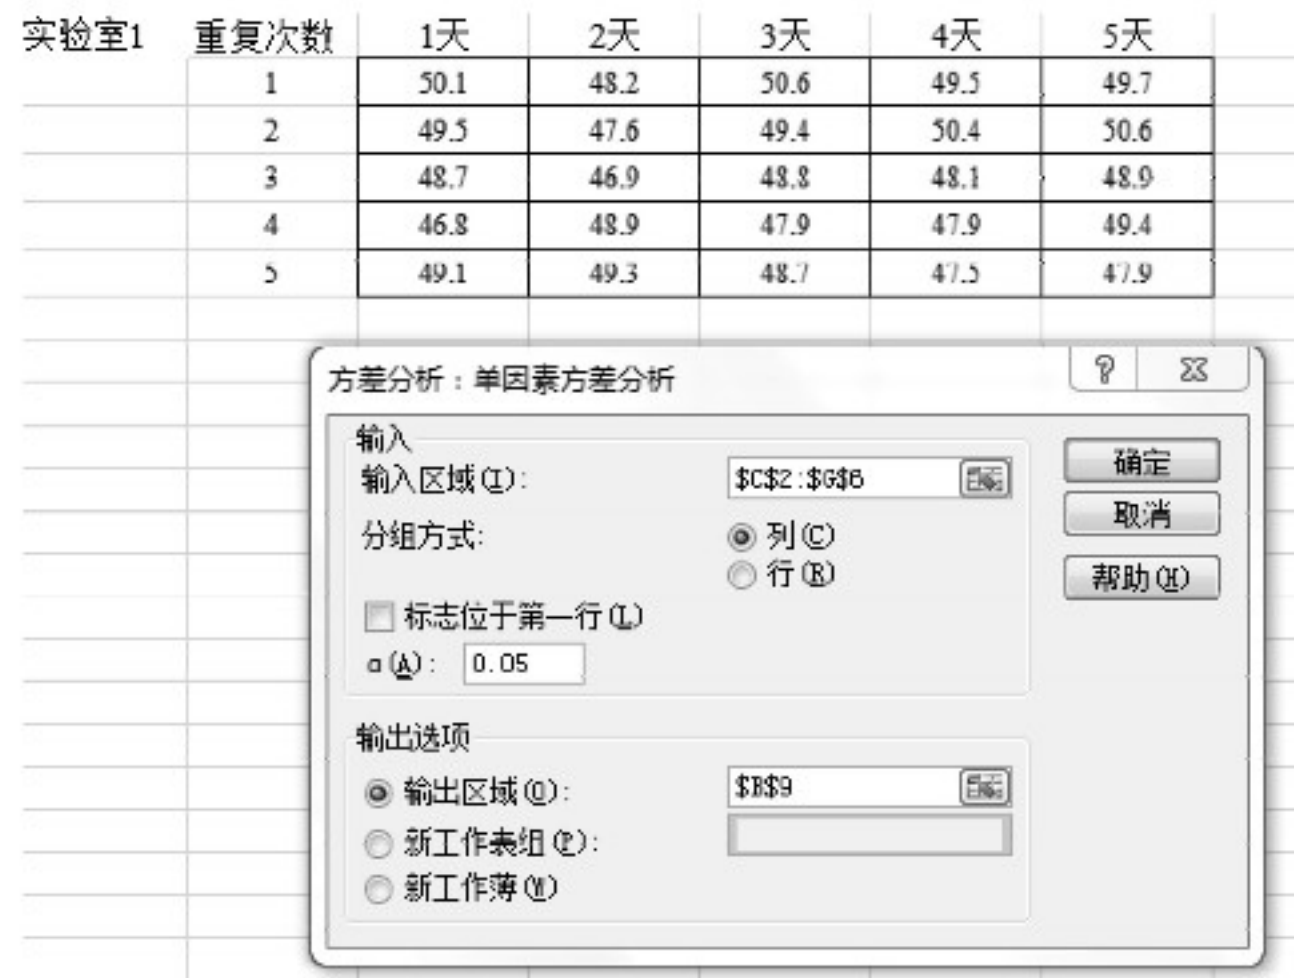 实验室1 重复次数 1天 2天 3天 4天 5天
1 50.1 48.2 50.6 49.5 49.7
2 49.5 47.6 49.4 50.4 50.6
3 48.7 46.9 48.8 48.1 48.9
4 46.8 48.9 47.9 47.9 49.4
5 49.1 49.3 48.7 47.5 47.9
方差分析：单因素方差分析
输入
输入区域(I): $C$2:$G$6 确定
取消
分组方式: 列(C)
行(R) 帮助(H)
标志位于第一行(L)
α(A): 0.05
输出选项
输出区域(O): $B$9
新工作表组(P):
新工作薄(W)